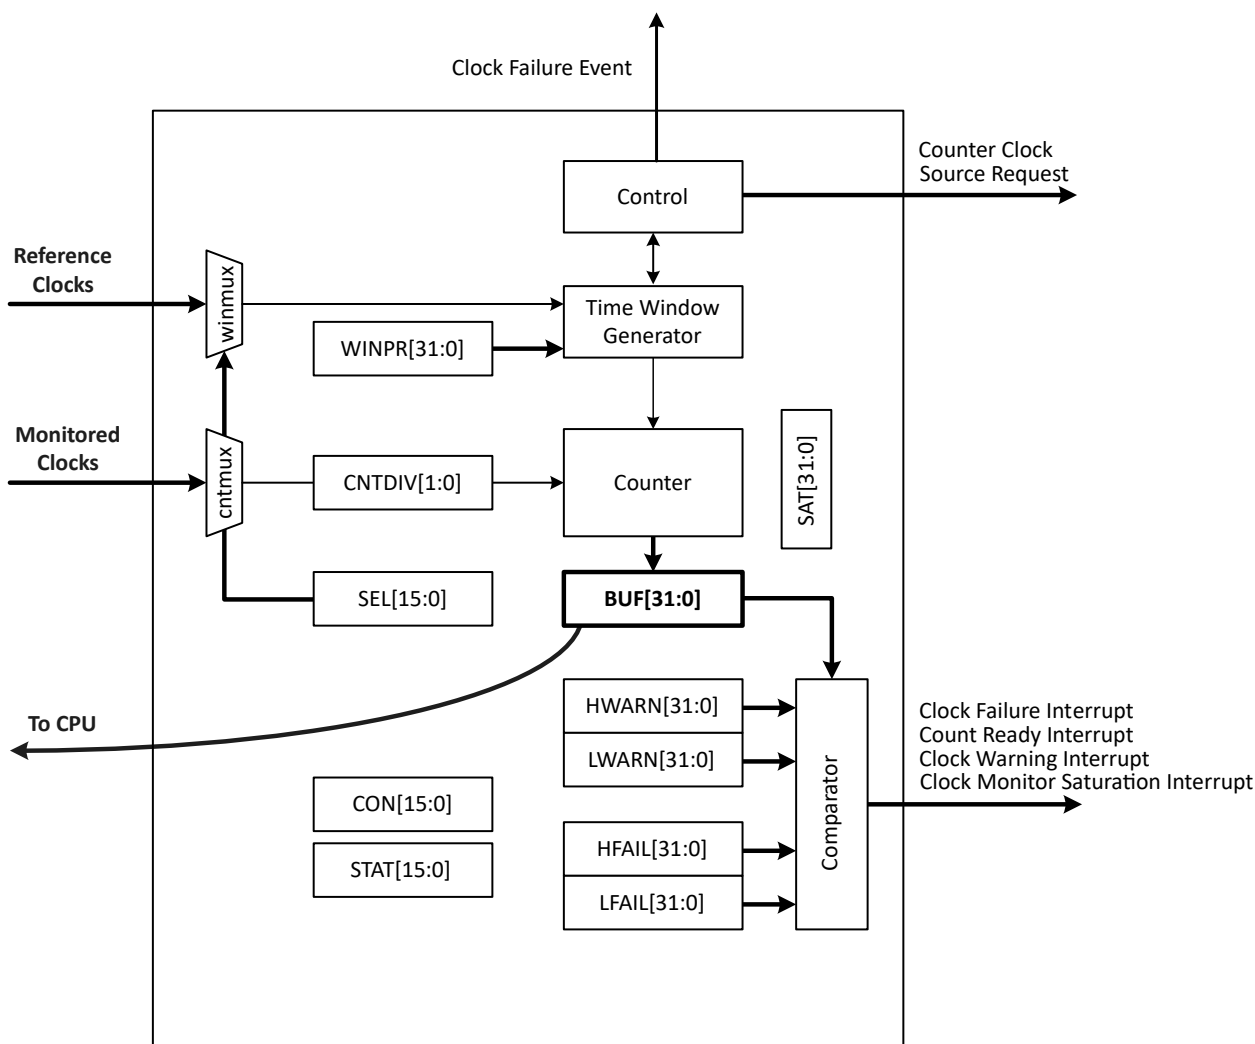 Clock Failure Event
Counter Clock
Source Request
Control
Reference
Clocks
winmux
Time Window
Generator
WINPR[31:0]
Monitored
Clocks
cntmux
CNTDIV[1:0]
Counter
SAT[31:0]
SEL[15:0]
BUF[31:0]
To CPU
HWARN[31:0]
LWARN[31:0]
Clock Failure Interrupt
Count Ready Interrupt
Clock Warning Interrupt
Clock Monitor Saturation Interrupt
Comparator
CON[15:0]
STAT[15:0]
HFAIL[31:0]
LFAIL[31:0]